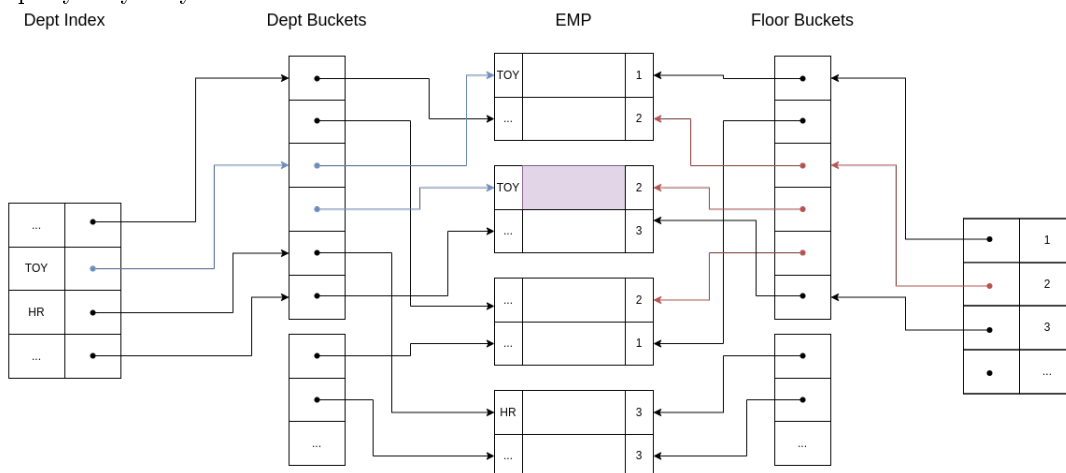 Dept Index
Dept Buckets
EMP
Floor Buckets
...
TOY
HR
...
...
TOY 1
... 2
TOY 2
... 3
... 2
... 1
HR 3
... 3
...
1
2
3
...